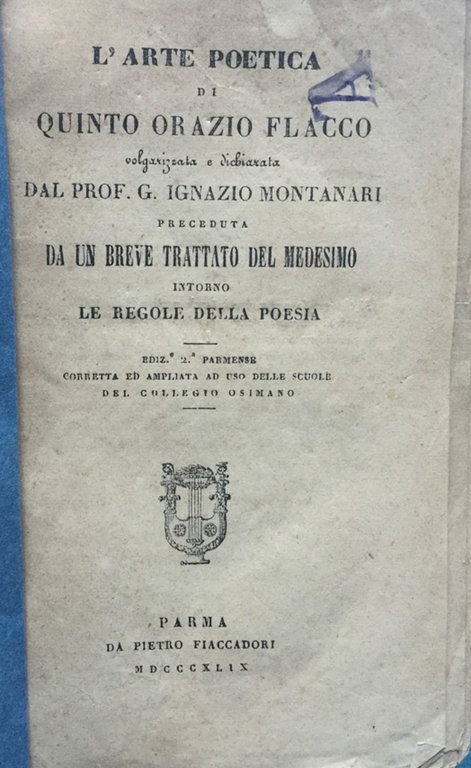 L'ARTE POETICA
DI
QUINTO ORAZIO FLACCO
volgarizzata e dichiarata
DAL PROF. G. IGNAZIO MONTANARI
PRECEDUTA
DA UN BREVE TRATTATO DEL MEDESIMO
INTORNO
LE REGOLE DELLA POESIA
EDIZ.e 2.a PARMENSE
CORRETTA ED AMPLIATA AD USO DELLE SCUOLE
DEL COLLEGIO OSIMANO
PARMA
DA PIETRO FIACCADORI
MDCCCXLIX